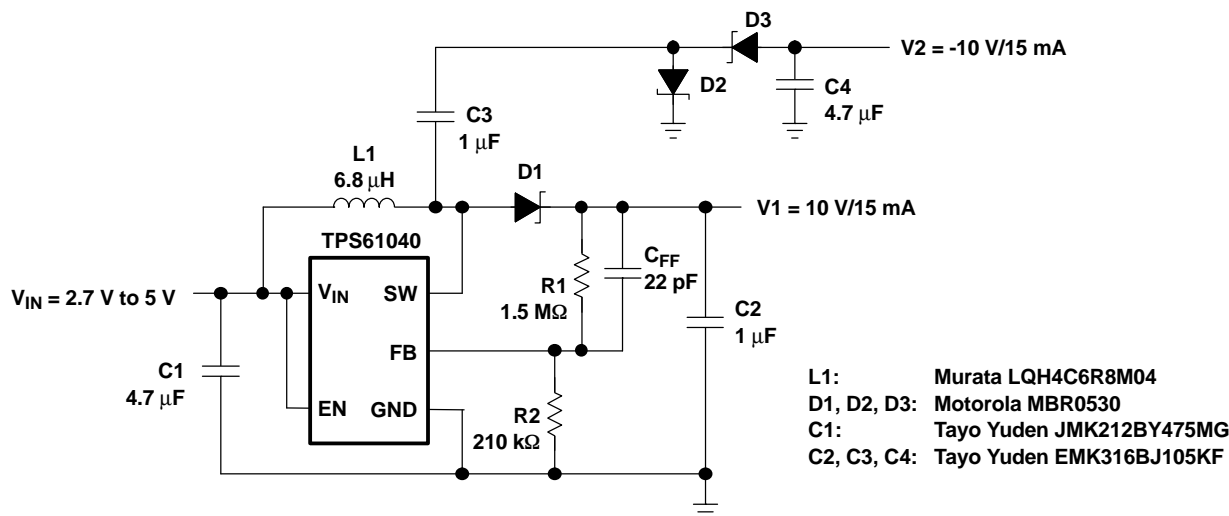 D3
V2 = -10 V/15 mA
D2
C4
4.7 μF
C3
1 μF
L1
6.8 μH
D1
V1 = 10 V/15 mA
TPS61040
VIN = 2.7 V to 5 V
VIN
SW
R1
1.5 MΩ
CFF
22 pF
C2
1 μF
FB
C1
4.7 μF
EN
GND
R2
210 kΩ
L1: Murata LQH4C6R8M04
D1, D2, D3: Motorola MBR0530
C1: Tayo Yuden JMK212BY475MG
C2, C3, C4: Tayo Yuden EMK316BJ105KF